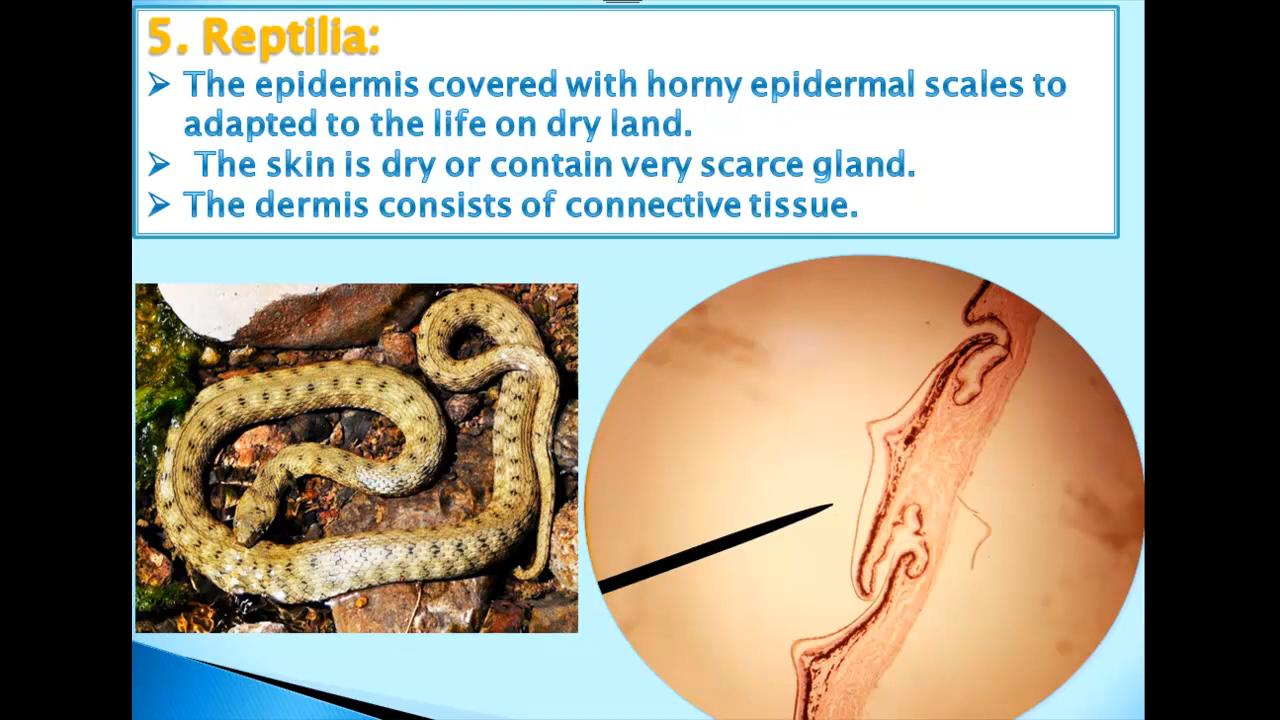 5. Reptilia:
➢ The epidermis covered with horny epidermal scales to
adapted to the life on dry land.
➢ The skin is dry or contain very scarce gland.
➢ The dermis consists of connective tissue.